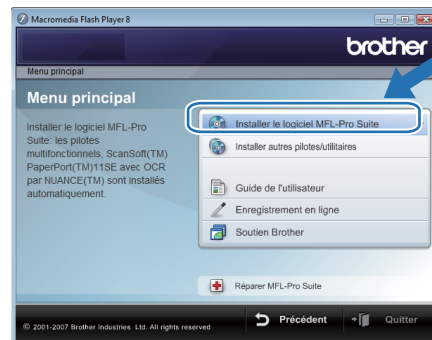 Macromedia Flash Player 8
brother
Menu principal
Menu principal
Installer le logiciel MFL-Pro
Suite: les pilotes
multifonctionnels, ScanSoft(TM)
PaperPort(TM)11SE avec OCR
par NUANCE(TM) sont installés
automatiquement.
Installer le logiciel MFL-Pro Suite
Installer autres pilotes/utilitaires
Guide de l'utilisateur
Enregistrement en ligne
Soutien Brother
Réparer MFL-Pro Suite
© 2001-2007 Brother Industries Ltd. All rights reserved
Précédent
Quitter